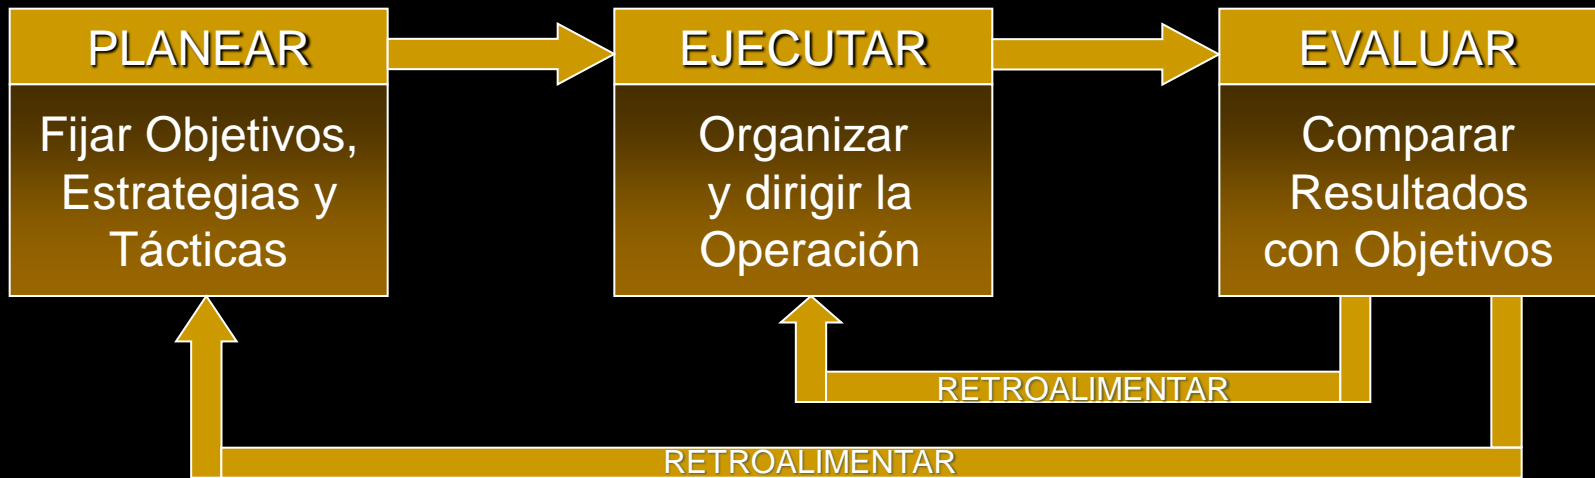 PLANEAR
Fijar Objetivos,
Estrategias y
Tácticas
EJECUTAR
Organizar
y dirigir la
Operación
EVALUAR
Comparar
Resultados
con Objetivos
RETROALIMENTAR
RETROALIMENTAR